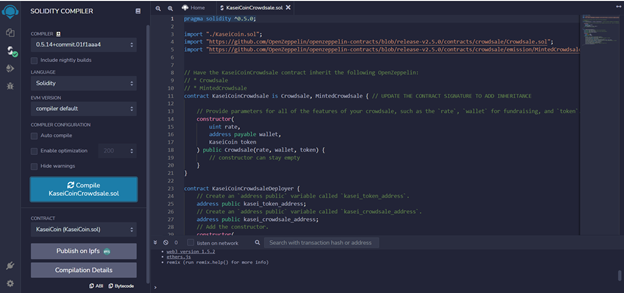 SOLIDITY COMPILER
COMPILER
0.5.14+commit.01f1aaa4
Include nightly builds
LANGUAGE
Solidity
EVM VERSION
compiler default
COMPILER CONFIGURATION
Auto compile
Enable optimization 200
Hide warnings
Compile
KaseiCoinCrowdsale.sol
CONTRACT
KaseiCoin (KaseiCoin.sol)
Publish on Ipfs
Compilation Details
ABI Bytecode
Home KaseiCoinCrowdsale.sol
1 pragma solidity ^0.5.0;
2
3 import "./KaseiCoin.sol";
4 import "https://github.com/OpenZeppelin/openzeppelin-contracts/blob/release-v2.5.0/contracts/crowdsale/Crowdsale.sol";
5 import "https://github.com/OpenZeppelin/openzeppelin-contracts/blob/release-v2.5.0/contracts/crowdsale/emission/MintedCrowdsale
6
7
8 // Have the KaseiCoinCrowdsale contract inherit the following OpenZeppelin:
9 // * Crowdsale
10 // * MintedCrowdsale
11 contract KaseiCoinCrowdsale is Crowdsale, MintedCrowdsale { // UPDATE THE CONTRACT SIGNATURE TO ADD INHERITANCE
12
13 // Provide parameters for all of the features of your crowdsale, such as the `rate`, `wallet` for fundraising, and `token`
14 constructor(
15 uint rate,
16 address payable wallet,
17 KaseiCoin token
18 ) public Crowdsale(rate, wallet, token) {
19 // constructor can stay empty
20 }
21 }
22
23 contract KaseiCoinCrowdsaleDeployer {
24 // Create an `address public` variable called `kasei_token_address`.
25 address public kasei_token_address;
26 // Create an `address public` variable called `kasei_crowdsale_address`.
27 address public kasei_crowdsale_address;
28 // Add the constructor.
29 constructor(
0 listen on network Search with transaction hash or address
web3 version 1.5.2
ethers.js
remix (run remix.help() for more info)
>